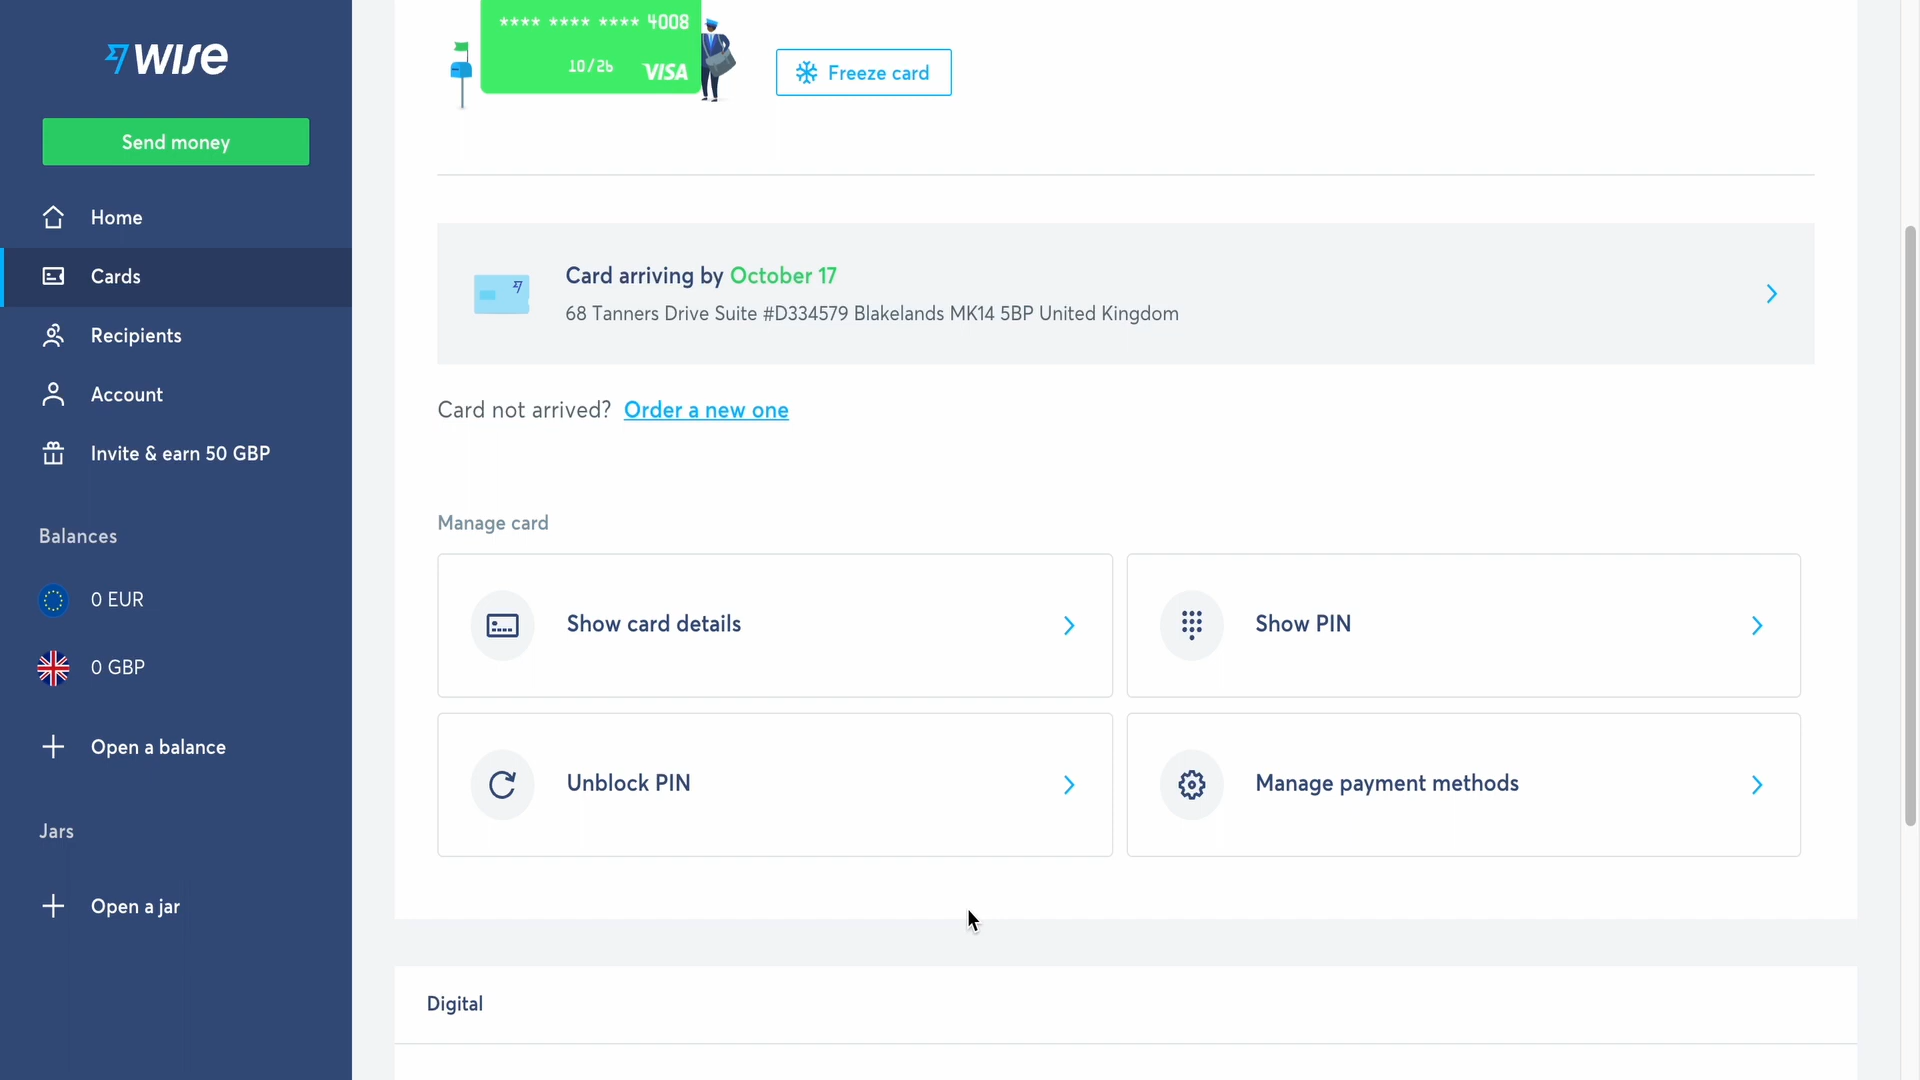 wise
Send money
Home
Cards
Recipients
Account
Invite & earn 50 GBP
Balances
0 EUR
0 GBP
Open a balance
Jars
Open a jar
**** **** **** 4008
10/26
VISA
Freeze card
Card arriving by October 17
68 Tanners Drive Suite #D334579 Blakelands MK14 5BP United Kingdom
Card not arrived? Order a new one
Manage card
Show card details
Show PIN
Unblock PIN
Manage payment methods
Digital